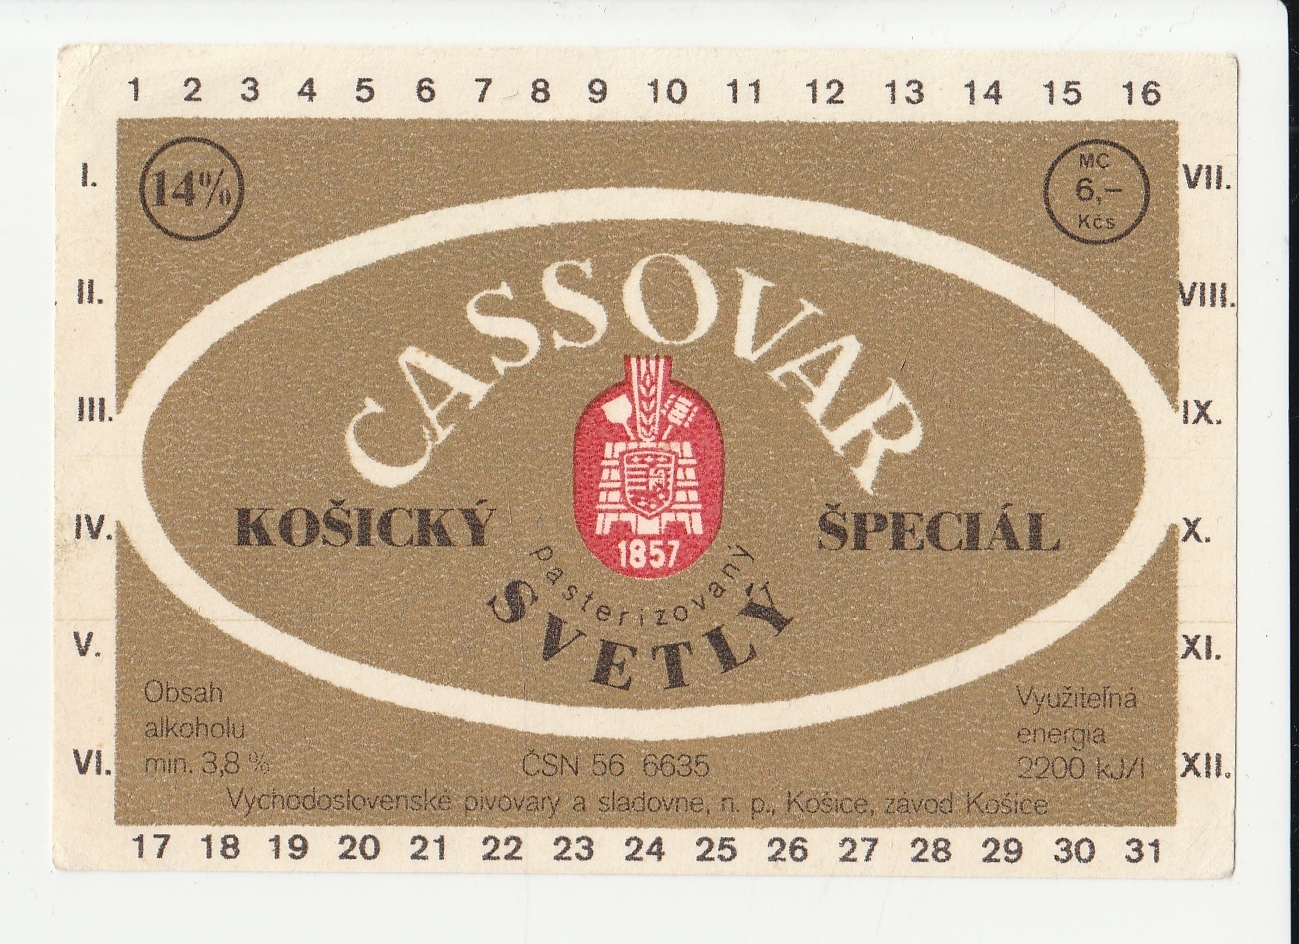 1 2 3 4 5 6 7 8 9 10 11 12 13 14 15 16
I.
II.
III.
IV.
V.
VI.
14%
MC
6,–
Kčs
VII.
VIII.
IX.
X.
XI.
XII.
CASSOVAR
KOŠICKÝ
1857
ŠPECIÁL
pasterizovaný
SVETLÝ
Obsah
alkoholu
min. 3,8 %
ČSN 56 6635
Využiteľná
energia
2200 kJ/l
Východoslovenské pivovary a sladovne, n. p., Košice, závod Košice
17 18 19 20 21 22 23 24 25 26 27 28 29 30 31